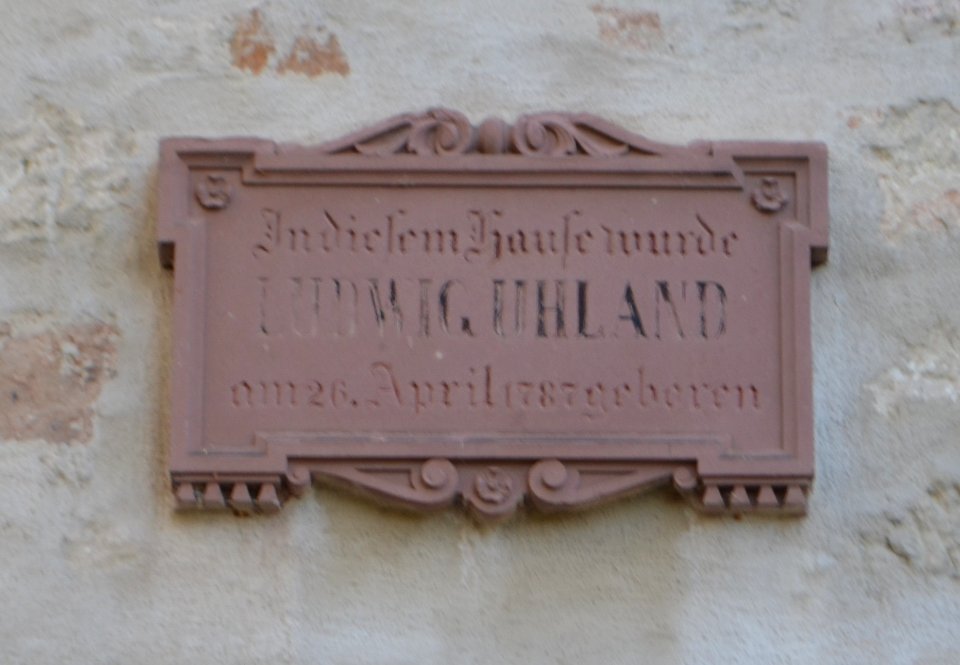 In diesem Hause wurde
LUDWIG UHLAND
am 26. April 1787 geboren